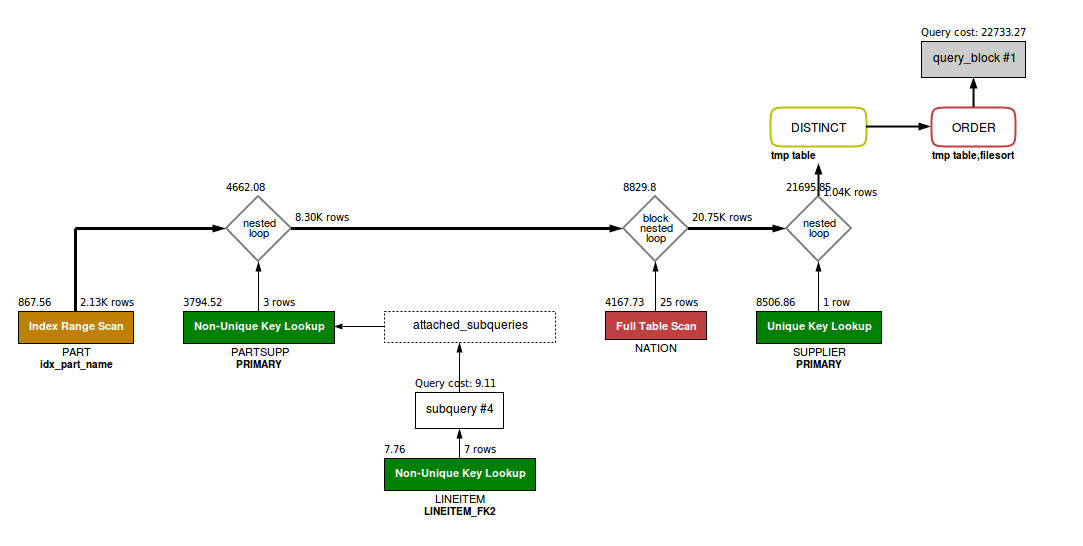 Query cost: 22733.27
query_block #1
DISTINCT
ORDER
tmp table
tmp table,filesort
4662.08
8829.8
21695.85
1.04K rows
nested
loop
8.30K rows
block
nested
loop
20.75K rows
nested
loop
867.56
2.13K rows
3794.52
3 rows
4167.73
25 rows
8506.86
1 row
Index Range Scan
Non-Unique Key Lookup
attached_subqueries
Full Table Scan
Unique Key Lookup
PART
idx_part_name
PARTSUPP
PRIMARY
NATION
SUPPLIER
PRIMARY
Query cost: 9.11
subquery #4
7.76
7 rows
Non-Unique Key Lookup
LINEITEM
LINEITEM_FK2